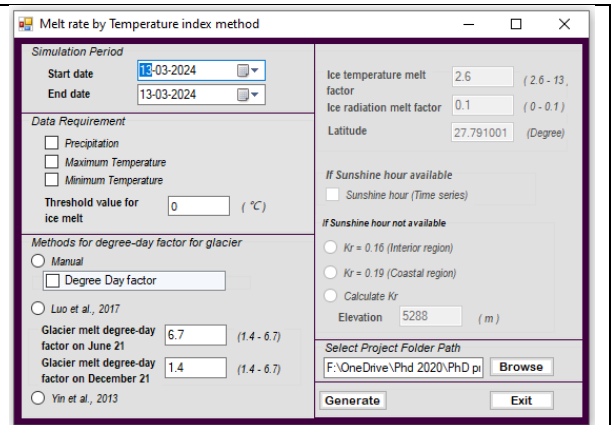 Melt rate by Temperature index method
Simulation Period
Start date
13-03-2024
End date
13-03-2024
Data Requirement
Precipitation
Maximum Temperature
Minimum Temperature
Threshold value for
ice melt
0
( °C)
Methods for degree-day factor for glacier
Manual
Degree Day factor
Luo et al., 2017
Glacier melt degree-day
factor on June 21
6.7
(1.4 - 6.7)
Glacier melt degree-day
factor on December 21
1.4
(1.4 - 6.7)
Yin et al., 2013
Ice temperature melt
factor
2.6
( 2.6 - 13 ,
Ice radiation melt factor
0.1
( 0 - 0.1 )
Latitude
27.791001
(Degree)
If Sunshine hour available
Sunshine hour (Time series)
If Sunshine hour not available
Kr = 0.16 (Interior region)
Kr = 0.19 (Coastal region)
Calculate Kr
Elevation
5288
( m )
Select Project Folder Path
F:\OneDrive\Phd 2020\PhD pr
Browse
Generate
Exit